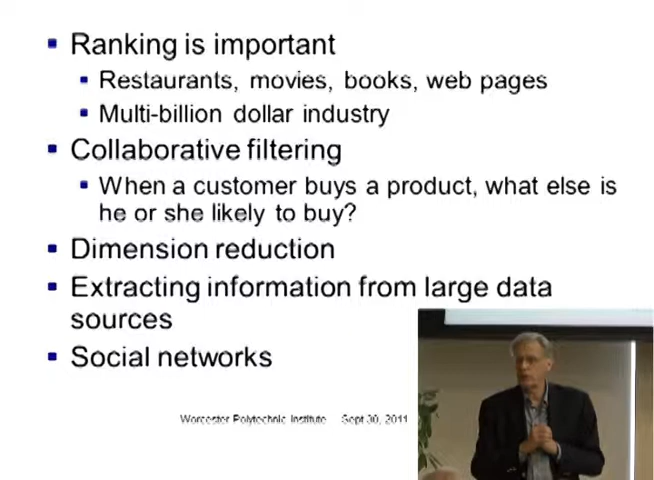 Ranking is important
Restaurants, movies, books, web pages
Multi-billion dollar industry
Collaborative filtering
When a customer buys a product, what else is
he or she likely to buy?
Dimension reduction
Extracting information from large data
sources
Social networks
Worcester Polytechnic Institute Sept 30, 2011